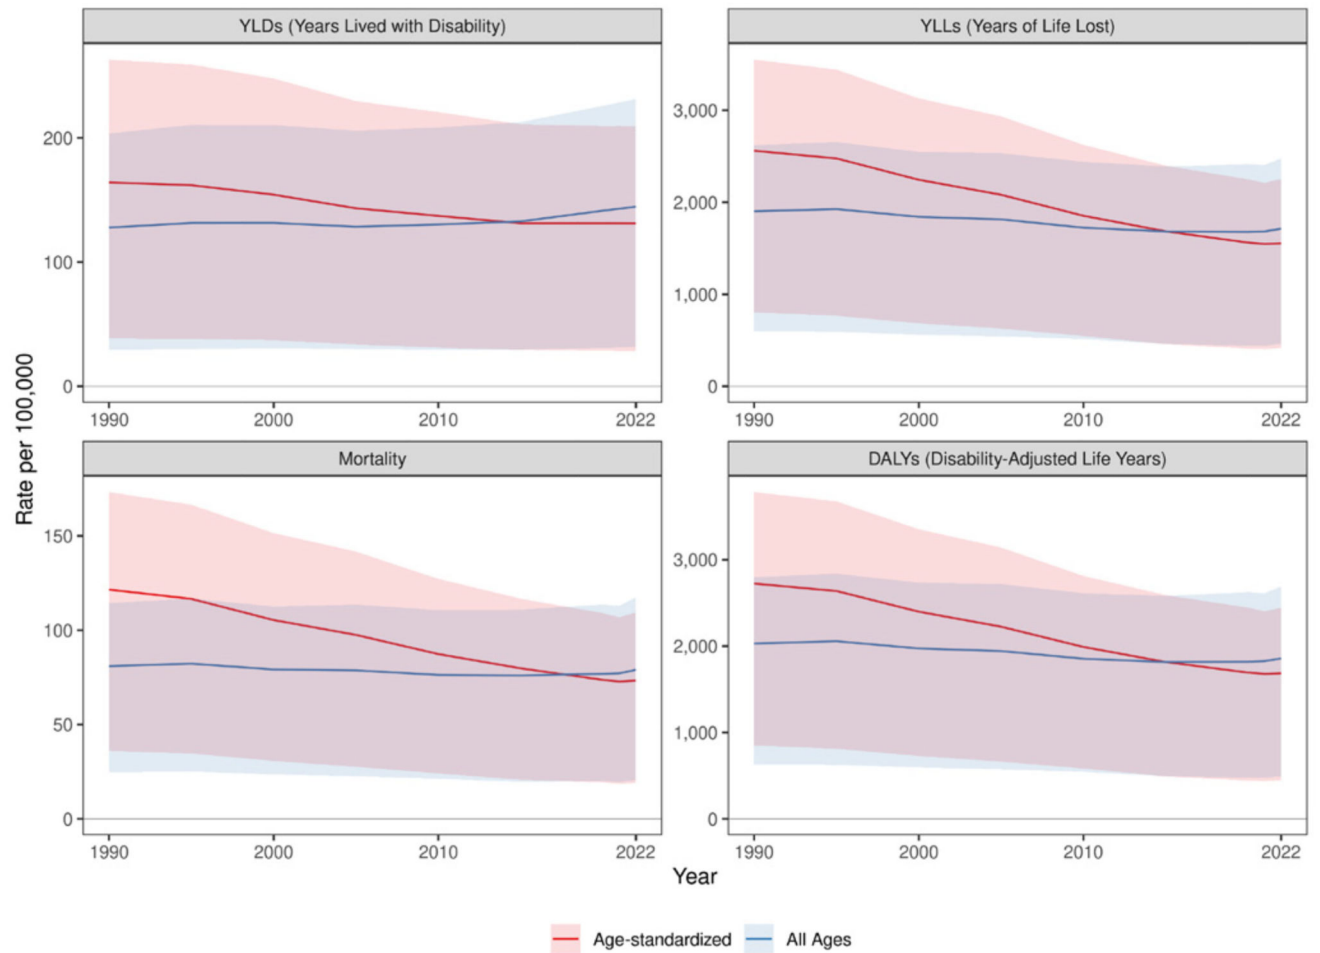 YLDs (Years Lived with Disability)
YLLs (Years of Life Lost)
200
100
0
1990 2000 2010 2022
3,000
2,000
1,000
0
1990 2000 2010 2022
Rate per 100,000
Mortality
DALYs (Disability-Adjusted Life Years)
150
100
50
0
1990 2000 2010 2022
3,000
2,000
1,000
0
1990 2000 2010 2022
Year
Age-standardized All Ages